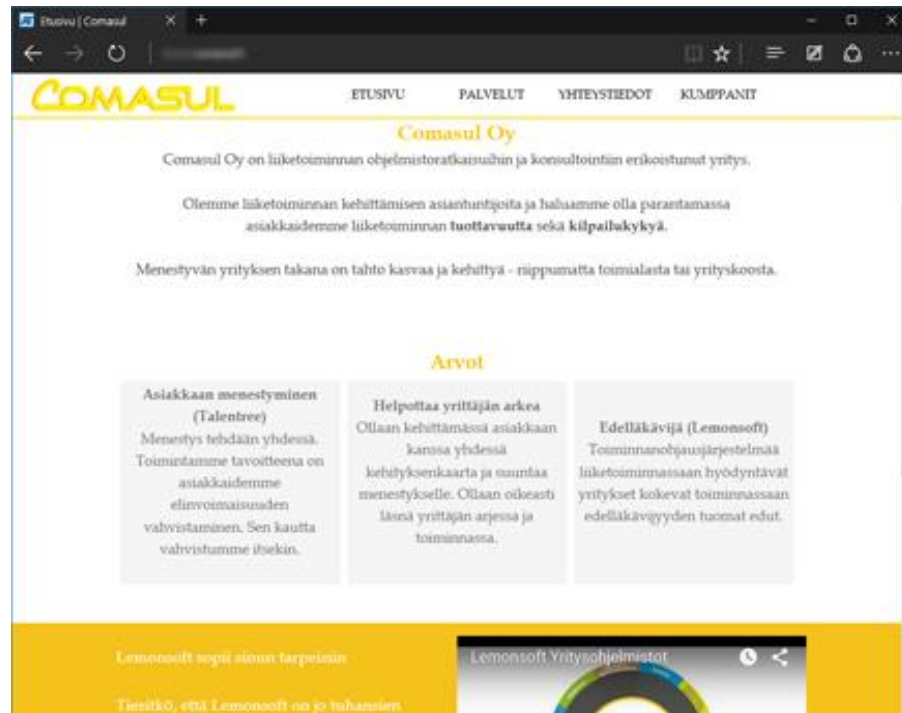 Etusivu | Comasul
COMASUL
ETUSIVU PALVELUT YHTEYSTIEDOT KUMPPANIT
Comasul Oy
Comasul Oy on liiketoiminnan ohjelmistoratkaisuihin ja konsultointiin erikoistunut yritys.
Olemme liiketoiminnan kehittämisen asiantuntijoita ja haluamme olla parantamassa
asiakkaidemme liiketoiminnan tuottavuutta sekä kilpailukykyä.
Menestyvän yrityksen takana on tahto kasvaa ja kehittyä - riippumatta toimialasta tai yrityskoosta.
Arvot
Asiakkaan menestyminen
(Talentree)
Menestys tehdään yhdessä.
Toimintamme tavoitteena on
asiakkaidemme
elinvoimaisuuden
vahvistaminen. Sen kautta
vahvistumme itsekin.
Helpottaa yrittäjän arkea
Ollaan kehittämässä asiakkaan
kanssa yhdessä
kehityksenkaarta ja suuntaa
menestykselle. Ollaan oikeasti
läsnä yrittäjän arjessa ja
toiminnassa.
Edelläkävijä (Lemonsoft)
Toiminnanohjausjärjestelmää
liiketoiminnassaan hyödyntävät
yritykset kokevat toiminnassaan
edelläkävijyyden tuomat edut.
Lemonsoft sopii sinun tarpeisiin
Tiesitkö, että Lemonsoft on jo tuhansien
Lemonsoft Yritysohjelmistot